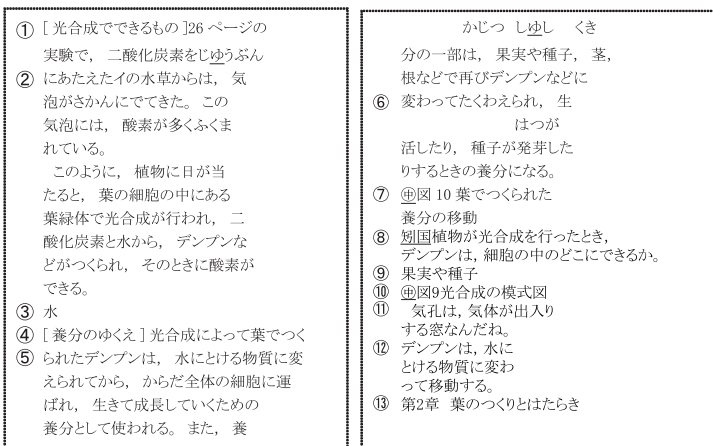 ① [光合成でできるもの]26 ページの
実験で, 二酸化炭素をじゆうぶん
② にあたえたイの水草からは, 気
泡がさかんにでてきた。この
気泡には, 酸素が多くふくま
れている。
このように, 植物に日が当
たると, 葉の細胞の中にある
葉緑体で光合成が行われ, 二
酸化炭素と水から, デンプンな
どがつくられ, そのときに酸素が
できる。
③ 水
④ [養分のゆくえ]光合成によって葉でつく
⑤ られたデンプンは, 水にとける物質に変
えられてから, からだ全体の細胞に運
ばれ, 生きて成長していくための
養分として使われる。また, 養
かじつ しゆし くき
分の一部は, 果実や種子, 茎,
根などで再びデンプンなどに
⑥ 変わってたくわえられ, 生
はつが
活したり, 種子が発芽した
りするときの養分になる。
⑦ ㊥図 10 葉でつくられた
養分の移動
⑧ 植物が光合成を行ったとき,
デンプンは, 細胞の中のどこにできるか。
⑨ 果実や種子
⑩ ㊥図9光合成の模式図
⑪ 気孔は, 気体が出入り
する窓なんだね。
⑫ デンプンは, 水に
とける物質に変わ
って移動する。
⑬ 第2章 葉のつくりとはたらき